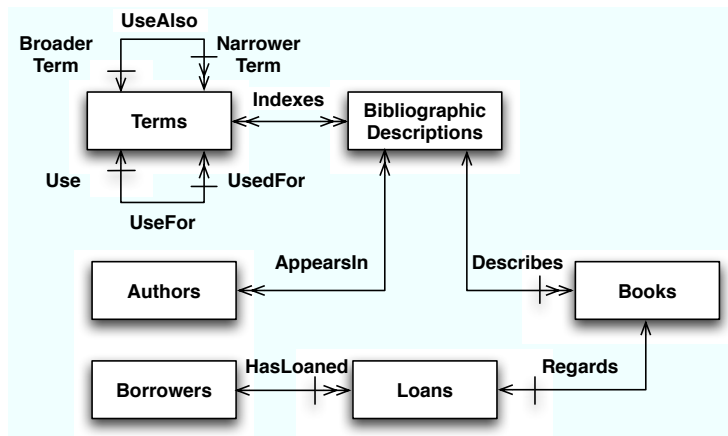 UseAlso
Broader
Term
Narrower
Term
Indexes
Terms
Bibliographic
Descriptions
Use
UsedFor
UseFor
AppearsIn
Describes
Authors
Books
HasLoaned
Regards
Borrowers
Loans